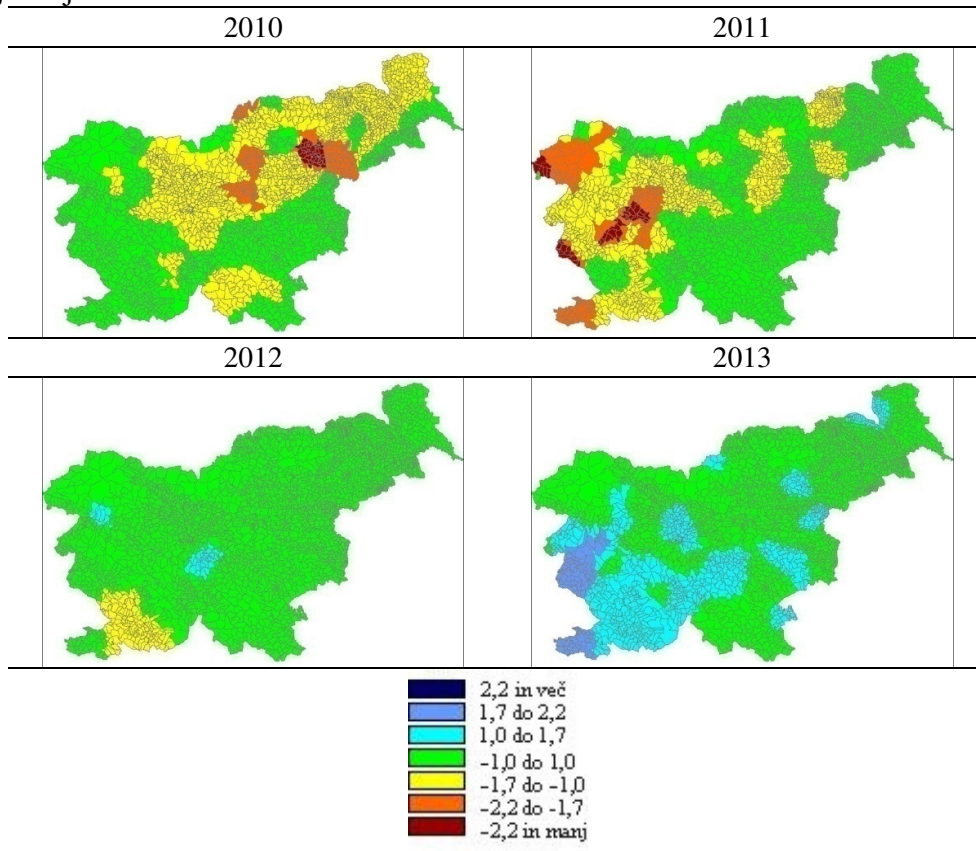 2010 2011
2012 2013
2,2 in več
1,7 do 2,2
1,0 do 1,7
-1,0 do 1,0
-1,7 do -1,0
-2,2 do -1,7
-2,2 in manj